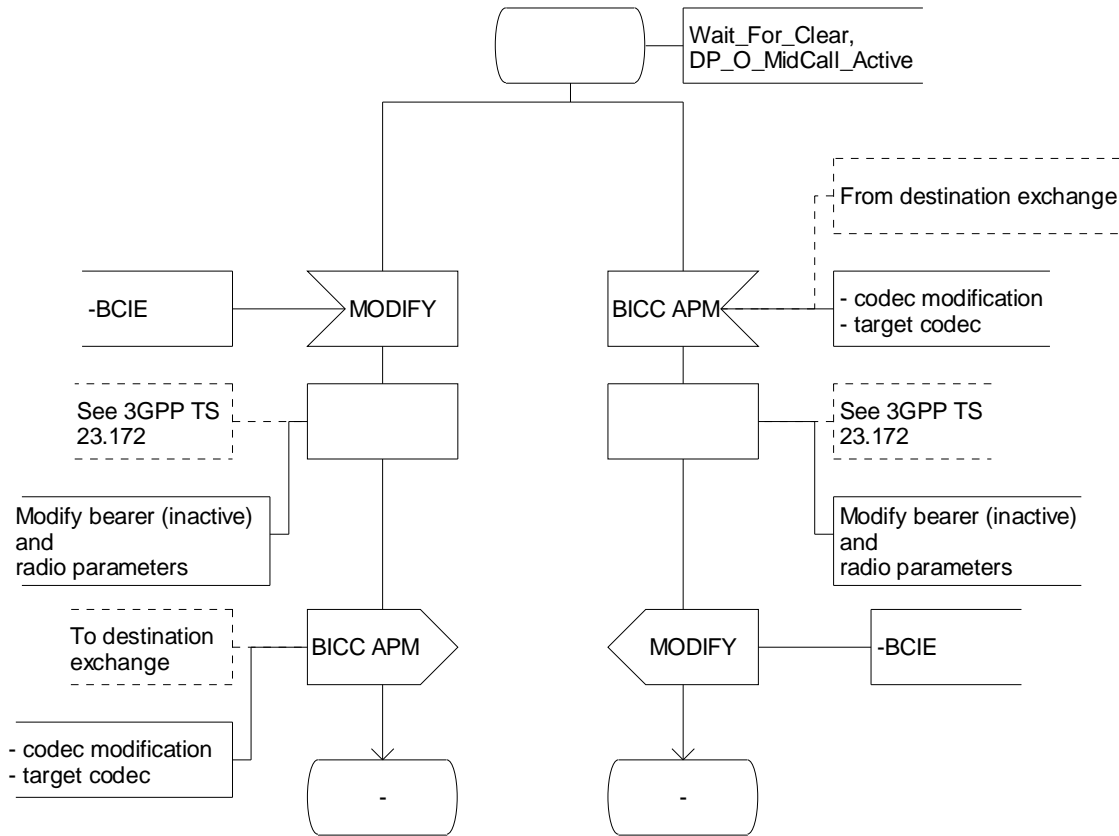 Wait_For_Clear,
DP_O_MidCall_Active
From destination exchange
-BCIE
MODIFY
BICC APM
- codec modification
- target codec
See 3GPP TS
23.172
See 3GPP TS
23.172
Modify bearer (inactive)
and
radio parameters
Modify bearer (inactive)
and
radio parameters
To destination
exchange
BICC APM
MODIFY
-BCIE
- codec modification
- target codec
-
-